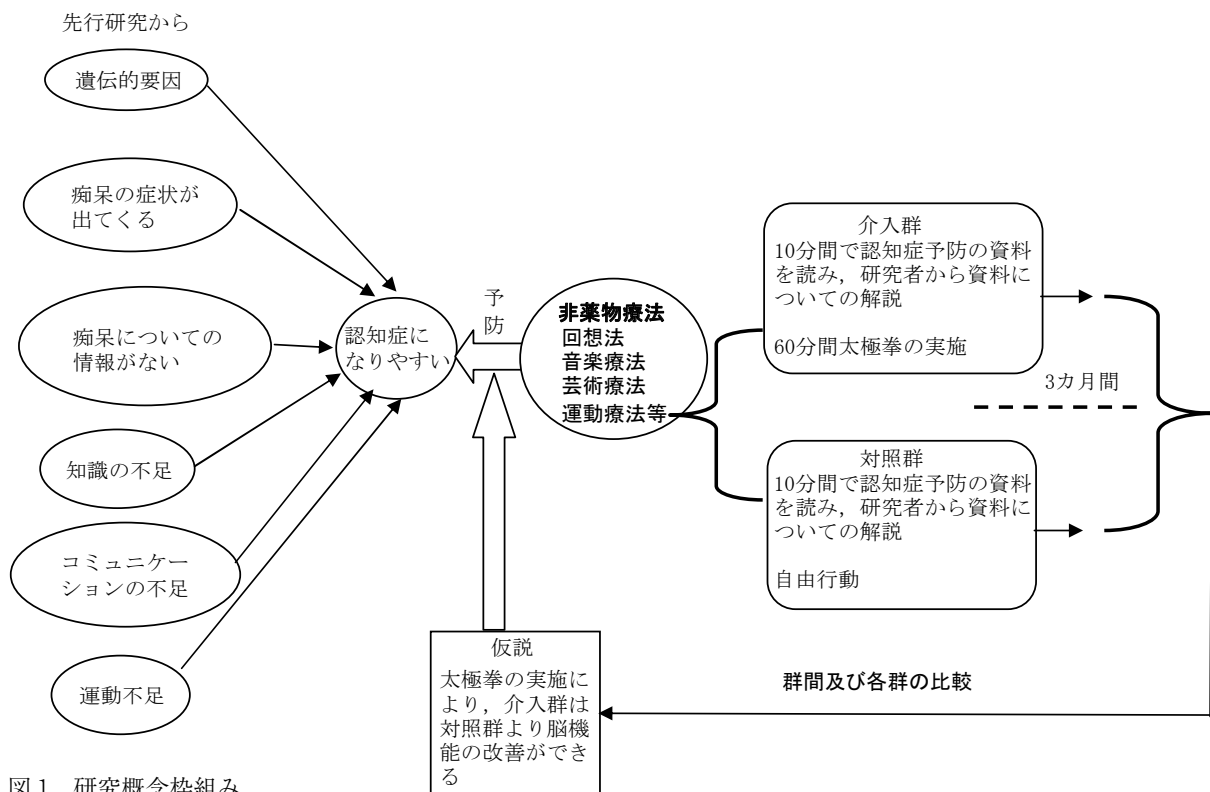 先行研究から
遺伝的要因
痴呆の症状が
出てくる
痴呆についての
情報がない
知識の不足
コミュニケー
ションの不足
運動不足
認知症に
なりやすい
予
防
非薬物療法
回想法
音楽療法
芸術療法
運動療法等
介入群
10分間で認知症予防の資料
を読み，研究者から資料に
ついての解説
60分間太極拳の実施
3カ月間
対照群
10分間で認知症予防の資料
を読み，研究者から資料に
ついての解説
自由行動
仮説
太極拳の実施に
より，介入群は
対照群より脳機
能の改善ができ
る
群間及び各群の比較
図１ 研究概念枠組み